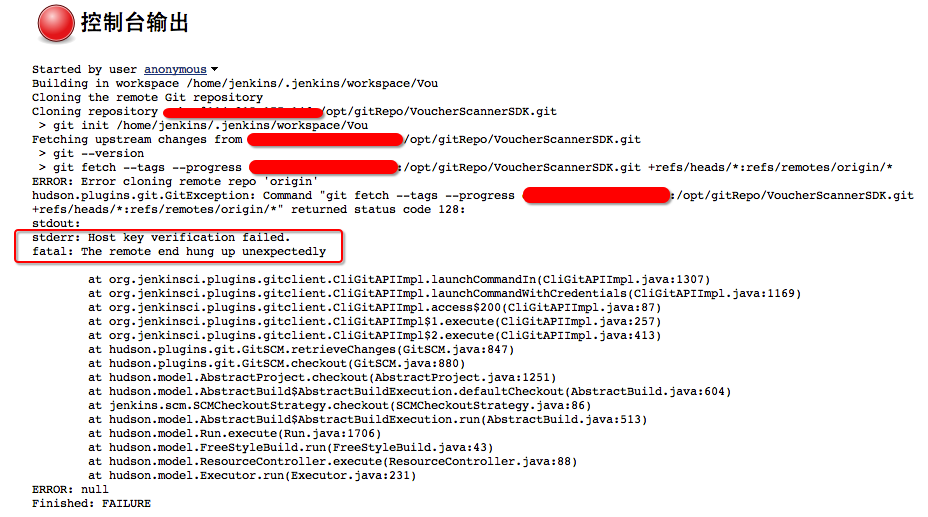 控制台输出
Started by user anonymous
Building in workspace /home/jenkins/.jenkins/workspace/Vou
Cloning the remote Git repository
Cloning repository /opt/gitRepo/VoucherScannerSDK.git
> git init /home/jenkins/.jenkins/workspace/Vou
Fetching upstream changes from /opt/gitRepo/VoucherScannerSDK.git
> git --version
> git fetch --tags --progress :/opt/gitRepo/VoucherScannerSDK.git +refs/heads/*:refs/remotes/origin/*
ERROR: Error cloning remote repo 'origin'
hudson.plugins.git.GitException: Command "git fetch --tags --progress :/opt/gitRepo/VoucherScannerSDK.git
+refs/heads/*:refs/remotes/origin/*" returned status code 128:
stdout:
stderr: Host key verification failed.
fatal: The remote end hung up unexpectedly
at org.jenkinsci.plugins.gitclient.CliGitAPIImpl.launchCommandIn(CliGitAPIImpl.java:1307)
at org.jenkinsci.plugins.gitclient.CliGitAPIImpl.launchCommandWithCredentials(CliGitAPIImpl.java:1169)
at org.jenkinsci.plugins.gitclient.CliGitAPIImpl.access$200(CliGitAPIImpl.java:87)
at org.jenkinsci.plugins.gitclient.CliGitAPIImpl$1.execute(CliGitAPIImpl.java:257)
at org.jenkinsci.plugins.gitclient.CliGitAPIImpl$2.execute(CliGitAPIImpl.java:413)
at hudson.plugins.git.GitSCM.retrieveChanges(GitSCM.java:847)
at hudson.plugins.git.GitSCM.checkout(GitSCM.java:880)
at hudson.model.AbstractProject.checkout(AbstractProject.java:1251)
at hudson.model.AbstractBuild$AbstractBuildExecution.defaultCheckout(AbstractBuild.java:604)
at jenkins.scm.SCMCheckoutStrategy.checkout(SCMCheckoutStrategy.java:86)
at hudson.model.AbstractBuild$AbstractBuildExecution.run(AbstractBuild.java:513)
at hudson.model.Run.execute(Run.java:1706)
at hudson.model.FreeStyleBuild.run(FreeStyleBuild.java:43)
at hudson.model.ResourceController.execute(ResourceController.java:88)
at hudson.model.Executor.run(Executor.java:231)
ERROR: null
Finished: FAILURE